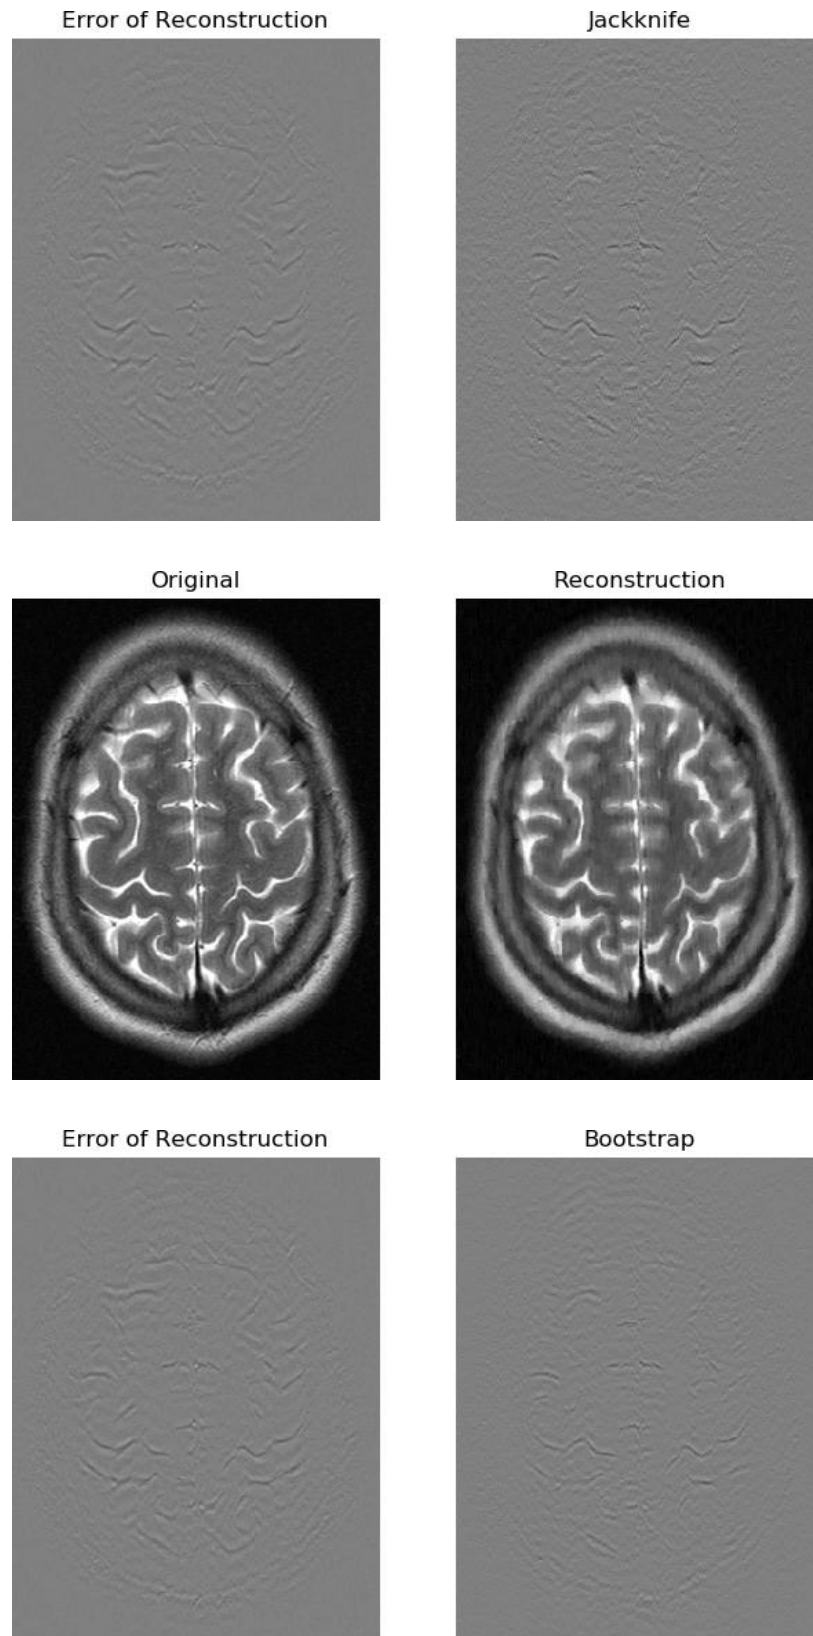 Error of Reconstruction
Jackknife
Original
Reconstruction
Error of Reconstruction
Bootstrap